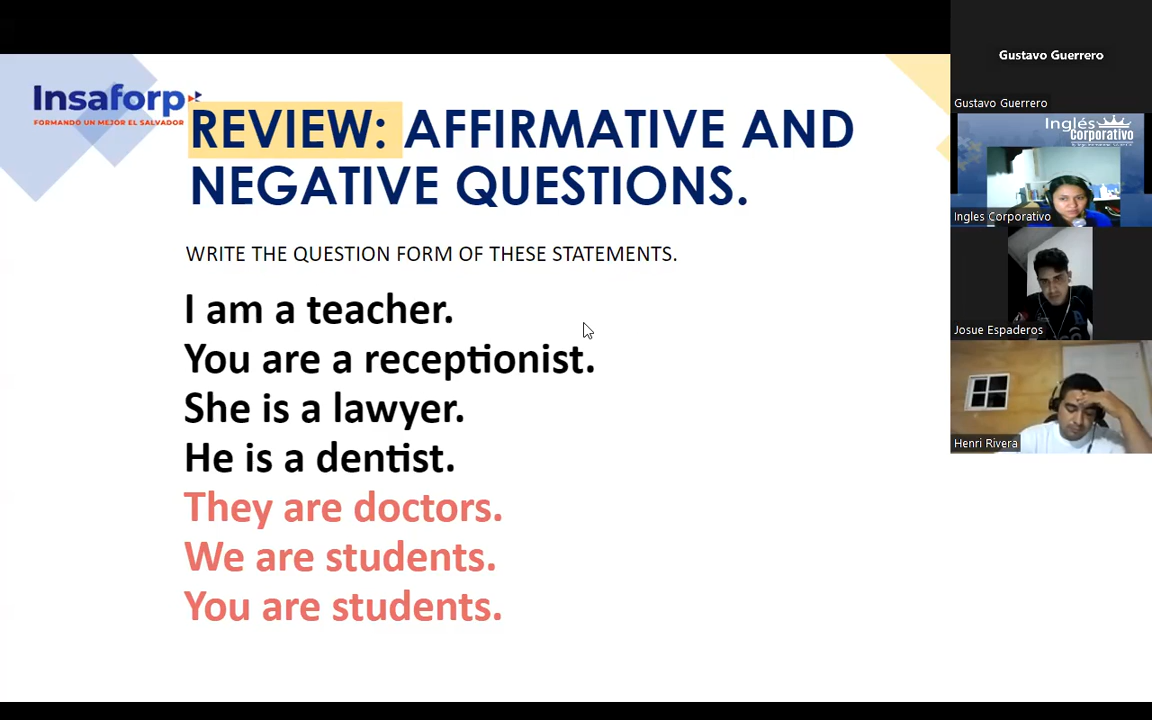 Insaforp
FORMANDO UN MEJOR EL SALVADOR
REVIEW: AFFIRMATIVE AND
NEGATIVE QUESTIONS.
WRITE THE QUESTION FORM OF THESE STATEMENTS.
I am a teacher.
You are a receptionist.
She is a lawyer.
He is a dentist.
They are doctors.
We are students.
You are students.
Gustavo Guerrero
Gustavo Guerrero
Inglés
Corporativo
Ingles Corporativo
Josue Espaderos
Henri Rivera